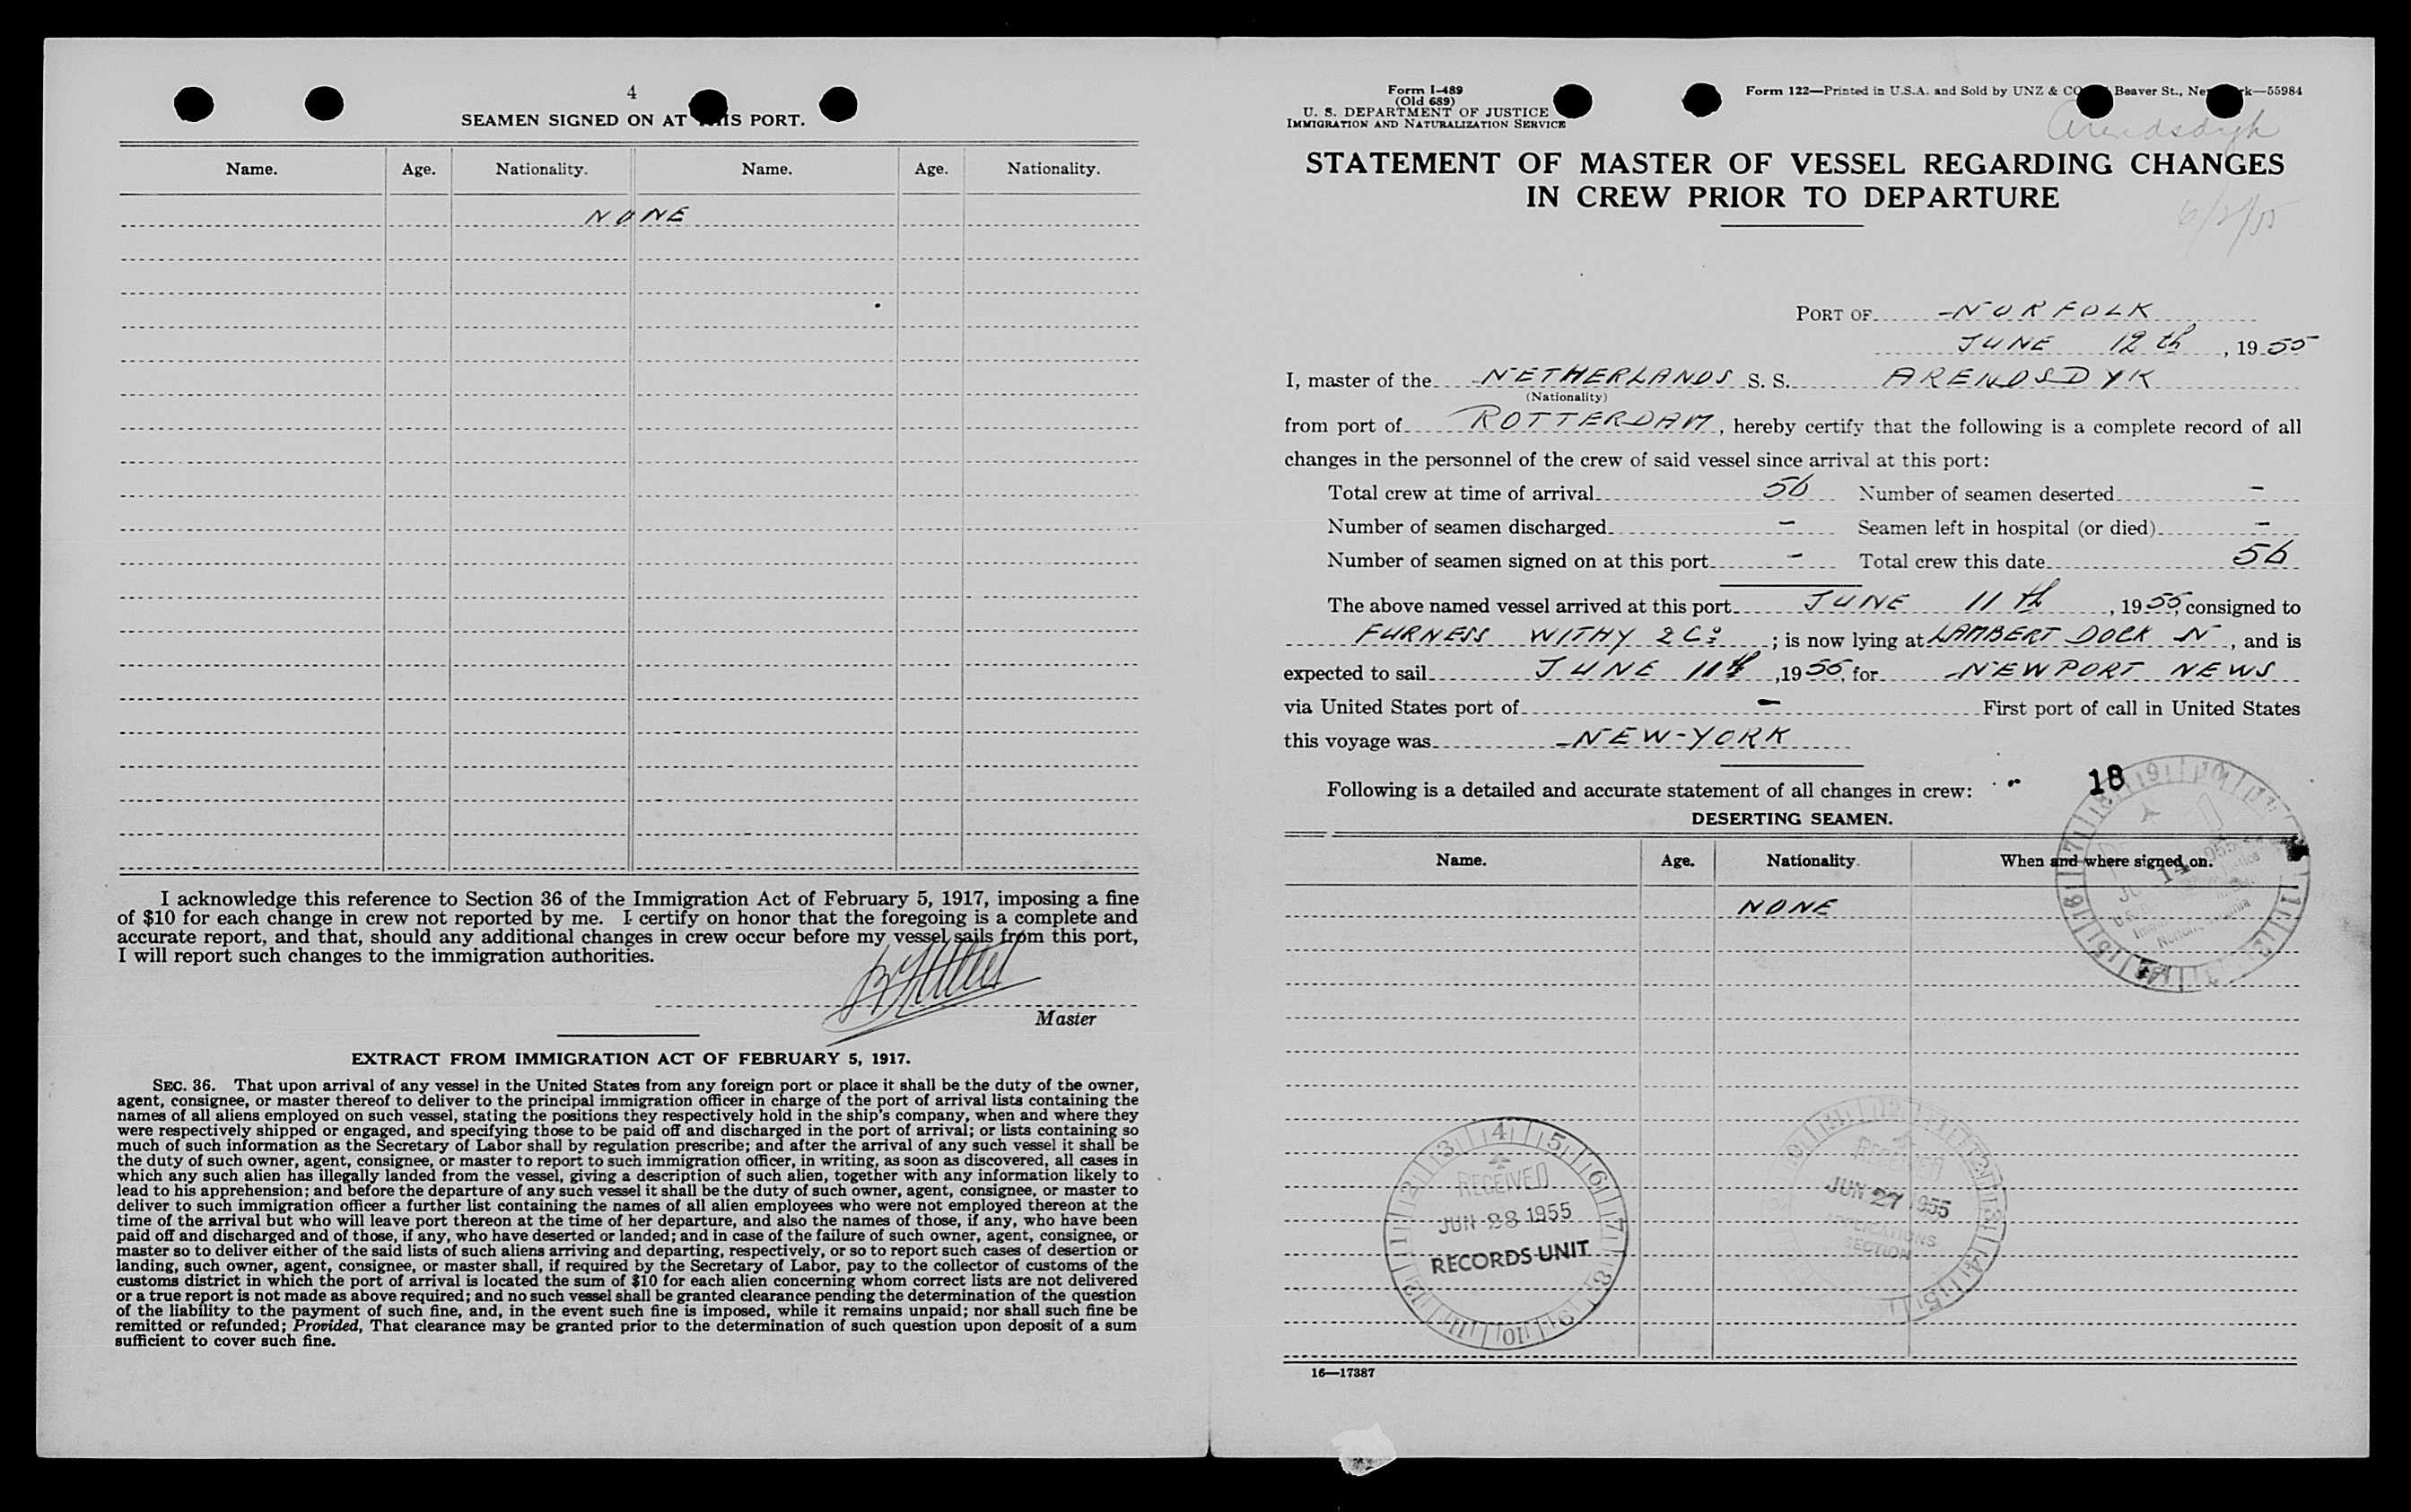 4
SEAMEN SIGNED ON AT THIS PORT.
Name. Age. Nationality. Name. Age. Nationality.
NONE
I acknowledge this reference to Section 36 of the Immigration Act of February 5, 1917, imposing a fine
of $10 for each change in crew not reported by me. I certify on honor that the foregoing is a complete and
accurate report, and that, should any additional changes in crew occur before my vessel sails from this port,
I will report such changes to the immigration authorities.
Master
EXTRACT FROM IMMIGRATION ACT OF FEBRUARY 5, 1917.
SEC. 36. That upon arrival of any vessel in the United States from any foreign port or place it shall be the duty of the owner,
agent, consignee, or master thereof to deliver to the principal immigration officer in charge of the port of arrival lists containing the
names of all aliens employed on such vessel, stating the positions they respectively hold in the ship's company, when and where they
were respectively shipped or engaged, and specifying those to be paid off and discharged in the port of arrival; or lists containing so
much of such information as the Secretary of Labor shall by regulation prescribe; and after the arrival of any such vessel it shall be
the duty of such owner, agent, consignee, or master to report to such immigration officer, in writing, as soon as discovered, all cases in
which any such alien has illegally landed from the vessel, giving a description of such alien, together with any information likely to
lead to his apprehension; and before the departure of any such vessel it shall be the duty of such owner, agent, consignee, or master to
deliver to such immigration officer a further list containing the names of all alien employees who were not employed thereon at the
time of the arrival but who will leave port thereon at the time of her departure, and also the names of those, if any, who have been
paid off and discharged and of those, if any, who have deserted or landed; and in case of the failure of such owner, agent, consignee, or
master so to deliver either of the said lists of such aliens arriving and departing, respectively, or so to report such cases of desertion or
landing, such owner, agent, consignee, or master shall, if required by the Secretary of Labor, pay to the collector of customs of the
customs district in which the port of arrival is located the sum of $10 for each alien concerning whom correct lists are not delivered
or a true report is not made as above required; and no such vessel shall be granted clearance pending the determination of the question
of the liability to the payment of such fine, and, in the event such fine is imposed, while it remains unpaid; nor shall such fine be
remitted or refunded; Provided, That clearance may be granted prior to the determination of such question upon deposit of a sum
sufficient to cover such fine.
Form I-489
(Old 689)
U. S. DEPARTMENT OF JUSTICE
IMMIGRATION AND NATURALIZATION SERVICE
Form 122—Printed in U.S.A. and Sold by UNZ & CO Beaver St., New York—55984
Arendsdyk
STATEMENT OF MASTER OF VESSEL REGARDING CHANGES
IN CREW PRIOR TO DEPARTURE
PORT OF NORFOLK
JUNE 12 th, 1955
I, master of the NETHERLANDS S. S. ARENDSDYK
(Nationality)
from port of ROTTERDAM, hereby certify that the following is a complete record of all
changes in the personnel of the crew of said vessel since arrival at this port:
Total crew at time of arrival 56 Number of seamen deserted -
Number of seamen discharged - Seamen left in hospital (or died) -
Number of seamen signed on at this port - Total crew this date 56
The above named vessel arrived at this port JUNE 11 th, 1955, consigned to
FURNESS WITHY & Co; is now lying at LAMBERT DOCK N, and is
expected to sail JUNE 11th, 1955, for NEWPORT NEWS
via United States port of - First port of call in United States
this voyage was NEW-YORK
Following is a detailed and accurate statement of all changes in crew: 18
DESERTING SEAMEN.
Name. Age. Nationality. When and where signed on.
NONE
RECEIVED
JUN 28 1955
RECORDS UNIT
RECEIVED
JUN 27 1955
APPLICATIONS
SECTION
16—17387